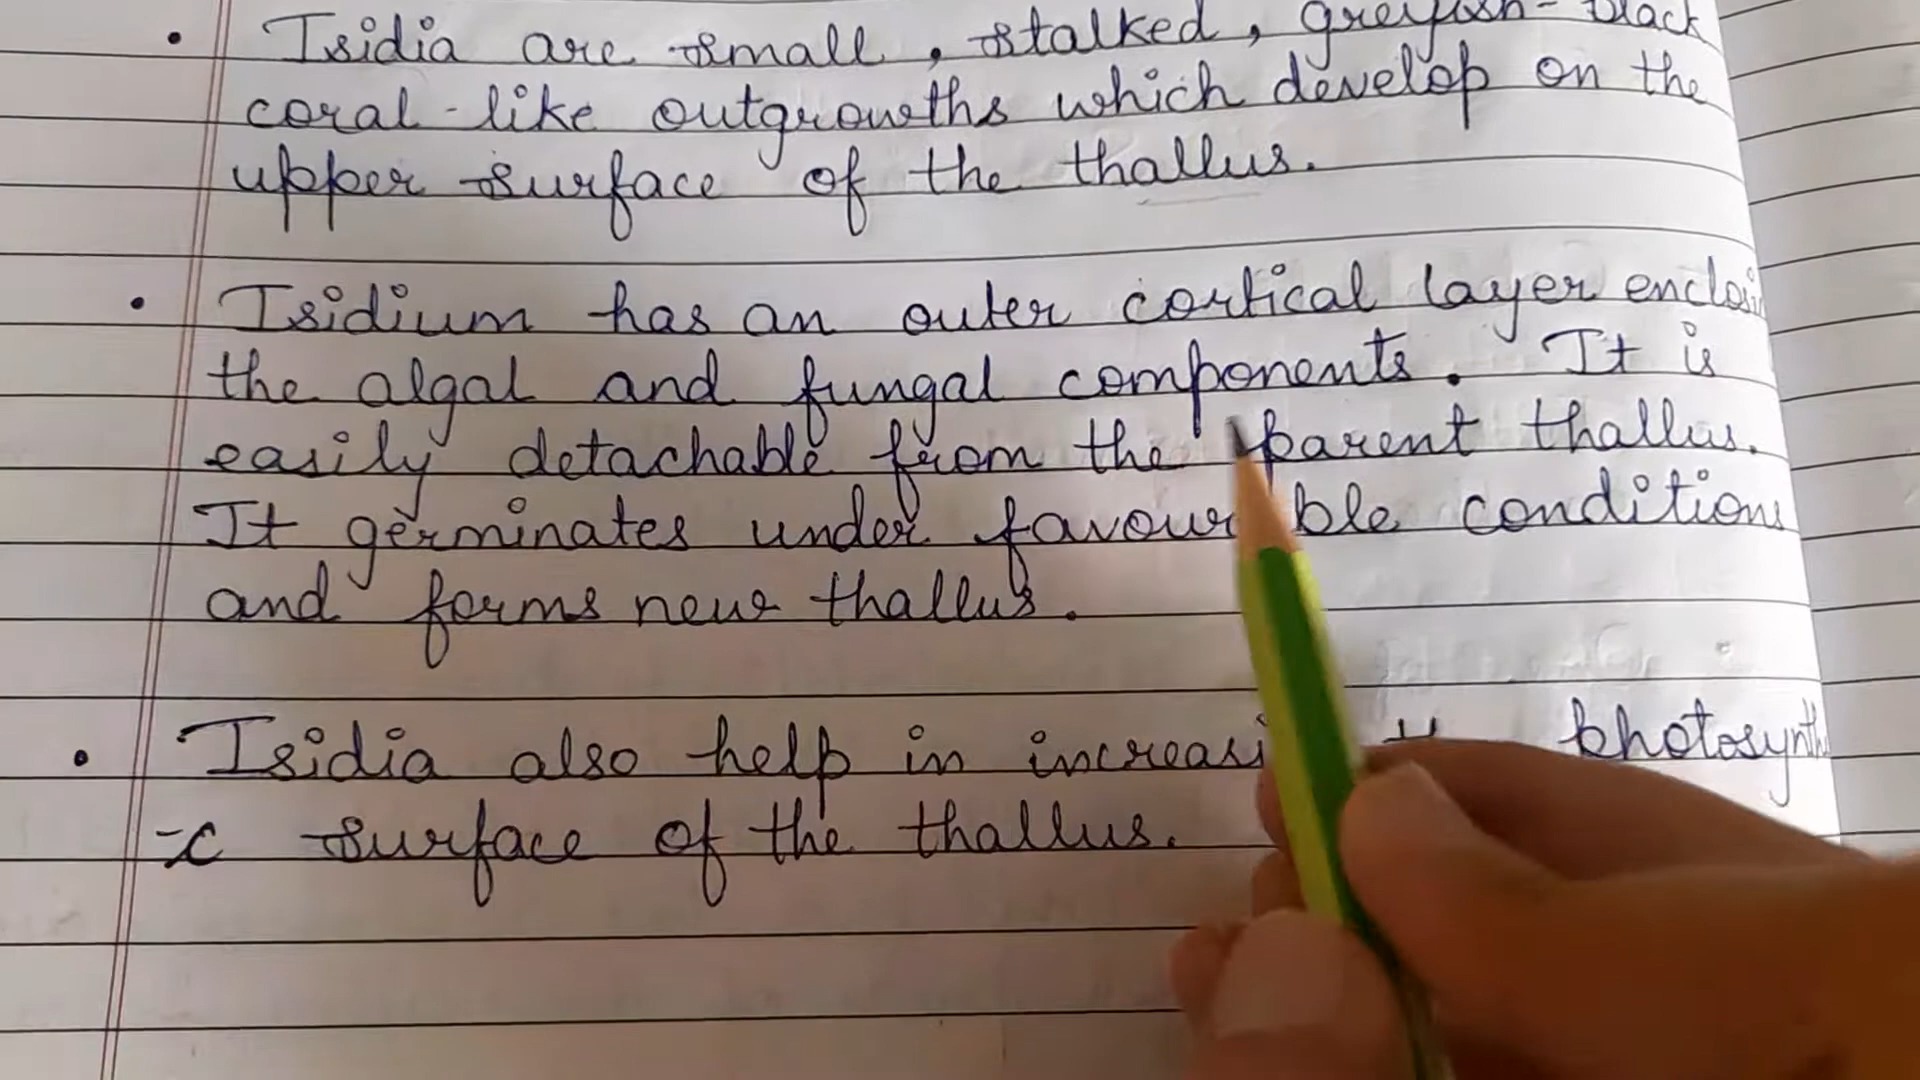 • Isidia are small, stalked, greyish-black
coral-like outgrowths which develop on the
upper surface of the thallus.
• Isidium has an outer cortical layer
the algal and fungal components. It is
easily detachable from the parent thallus.
It germinates under favourable conditions
and forms new thallus.
• Isidia also help in
-c surface of the thallus.